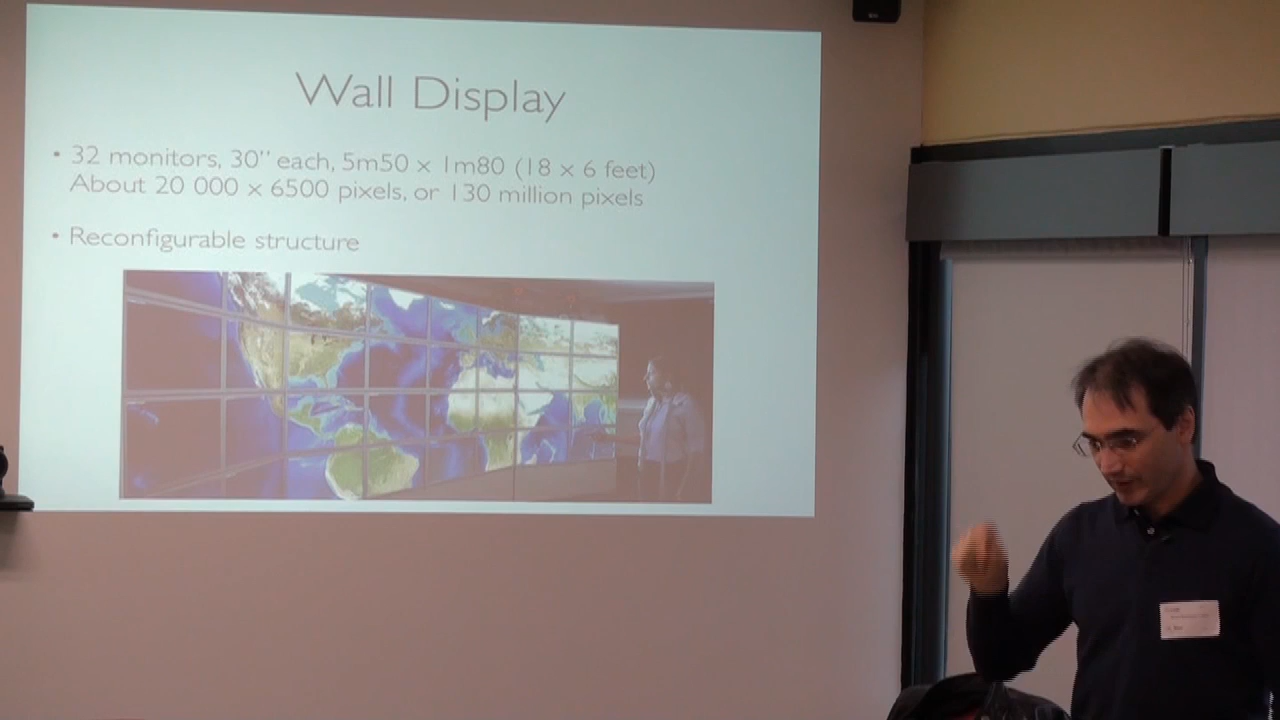 Wall Display
• 32 monitors, 30'' each, 5m50 x 1m80 (18 x 6 feet)
About 20 000 x 6500 pixels, or 130 million pixels
• Reconfigurable structure